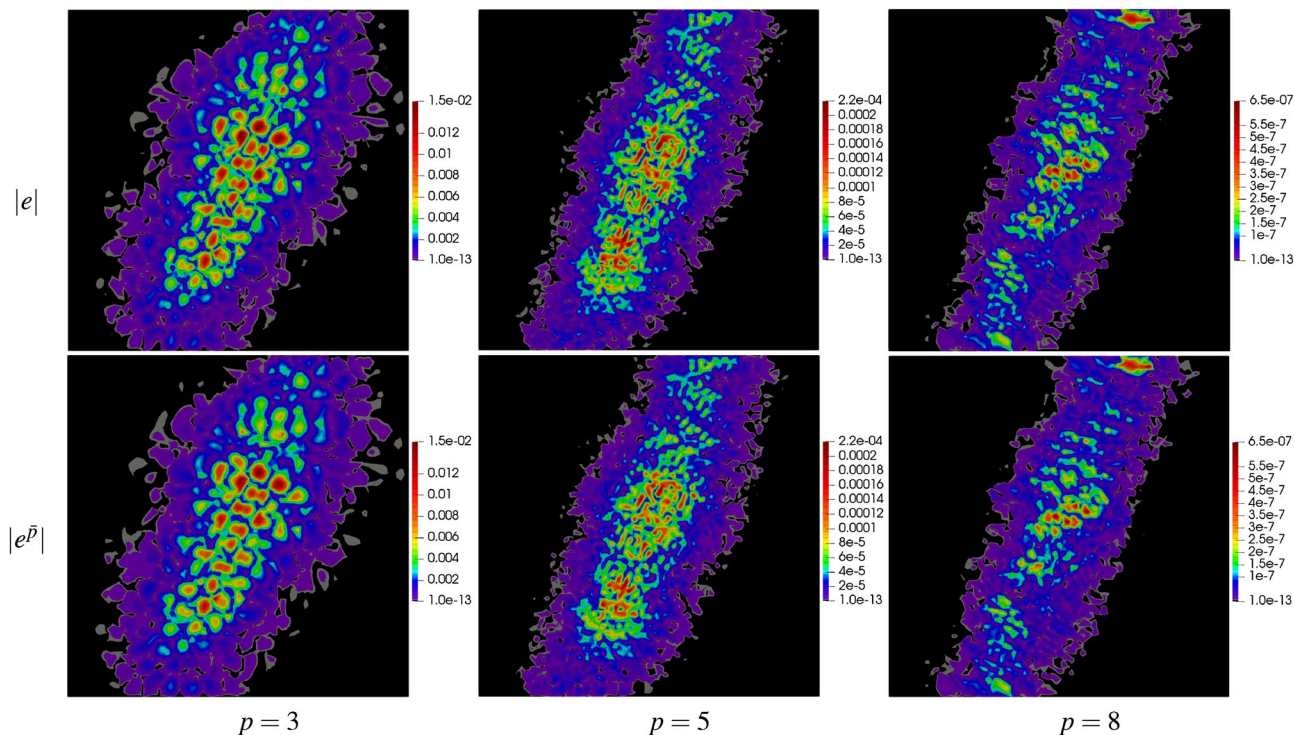 1.5e-02
0.012
0.01
0.008
0.006
0.004
0.002
1.0e-13
2.2e-04
0.0002
0.00018
0.00016
0.00014
0.00012
0.0001
8e-5
6e-5
4e-5
2e-5
1.0e-13
6.5e-07
5.5e-7
5e-7
4.5e-7
4e-7
3.5e-7
3e-7
2.5e-7
2e-7
1.5e-7
1e-7
1.0e-13
|e|
1.5e-02
0.012
0.01
0.008
0.006
0.004
0.002
1.0e-13
2.2e-04
0.0002
0.00018
0.00016
0.00014
0.00012
0.0001
8e-5
6e-5
4e-5
2e-5
1.0e-13
6.5e-07
5.5e-7
5e-7
4.5e-7
4e-7
3.5e-7
3e-7
2.5e-7
2e-7
1.5e-7
1e-7
1.0e-13
|e^p̄|
p = 3
p = 5
p = 8